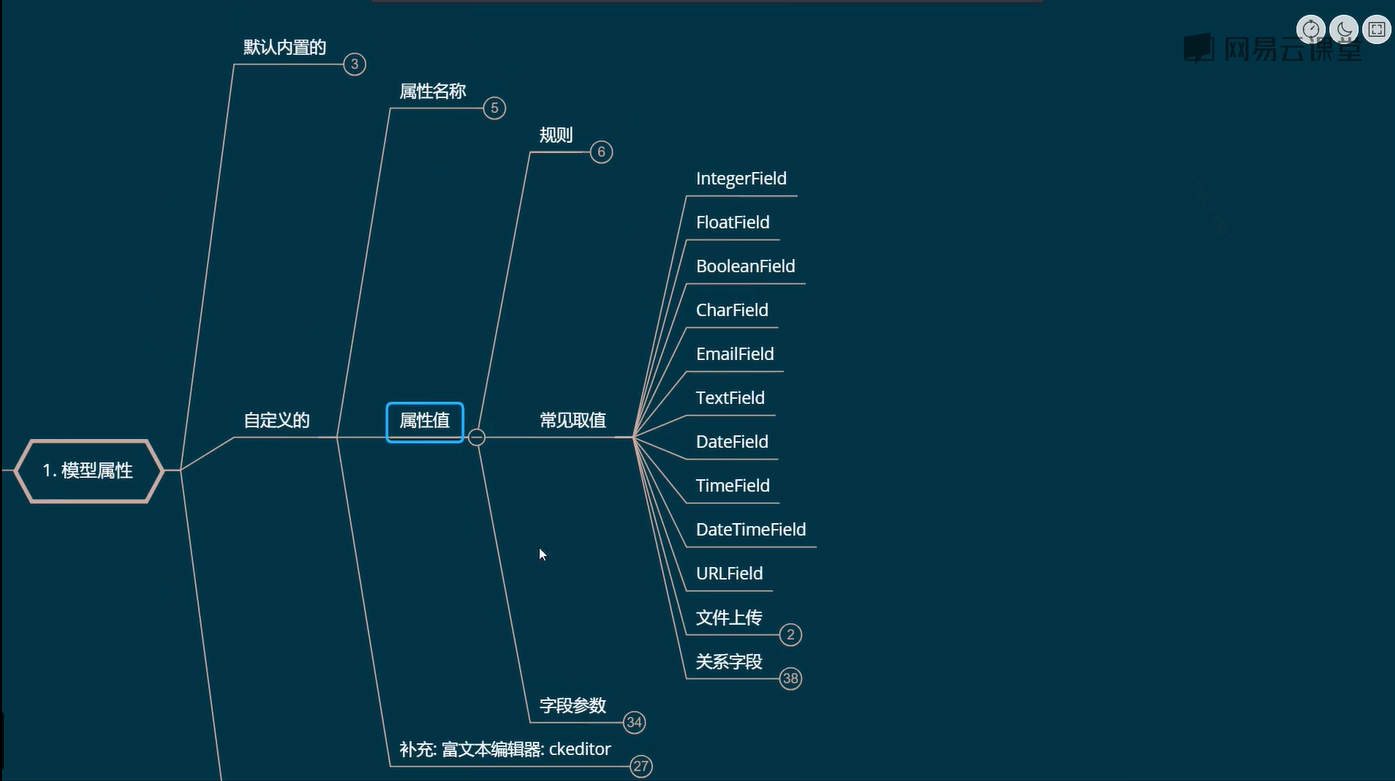 默认内置的
3
网易云课堂
属性名称
5
规则
6
IntegerField
FloatField
BooleanField
CharField
EmailField
TextField
DateField
TimeField
DateTimeField
URLField
文件上传
2
关系字段
38
常见取值
属性值
自定义的
1. 模型属性
字段参数
34
补充: 富文本编辑器: ckeditor
27